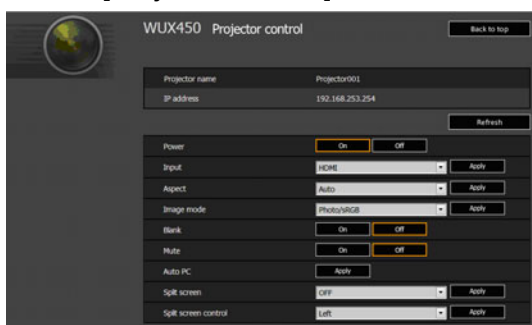 WUX450 Projector control Back to top
Projector name Projector001
IP address 192.168.253.254
Refresh
Power On Off
Input HDMI Apply
Aspect Auto Apply
Image mode Photo/sRGB Apply
Blank On Off
Mute On Off
Auto PC Apply
Split screen OFF Apply
Split screen control Left Apply